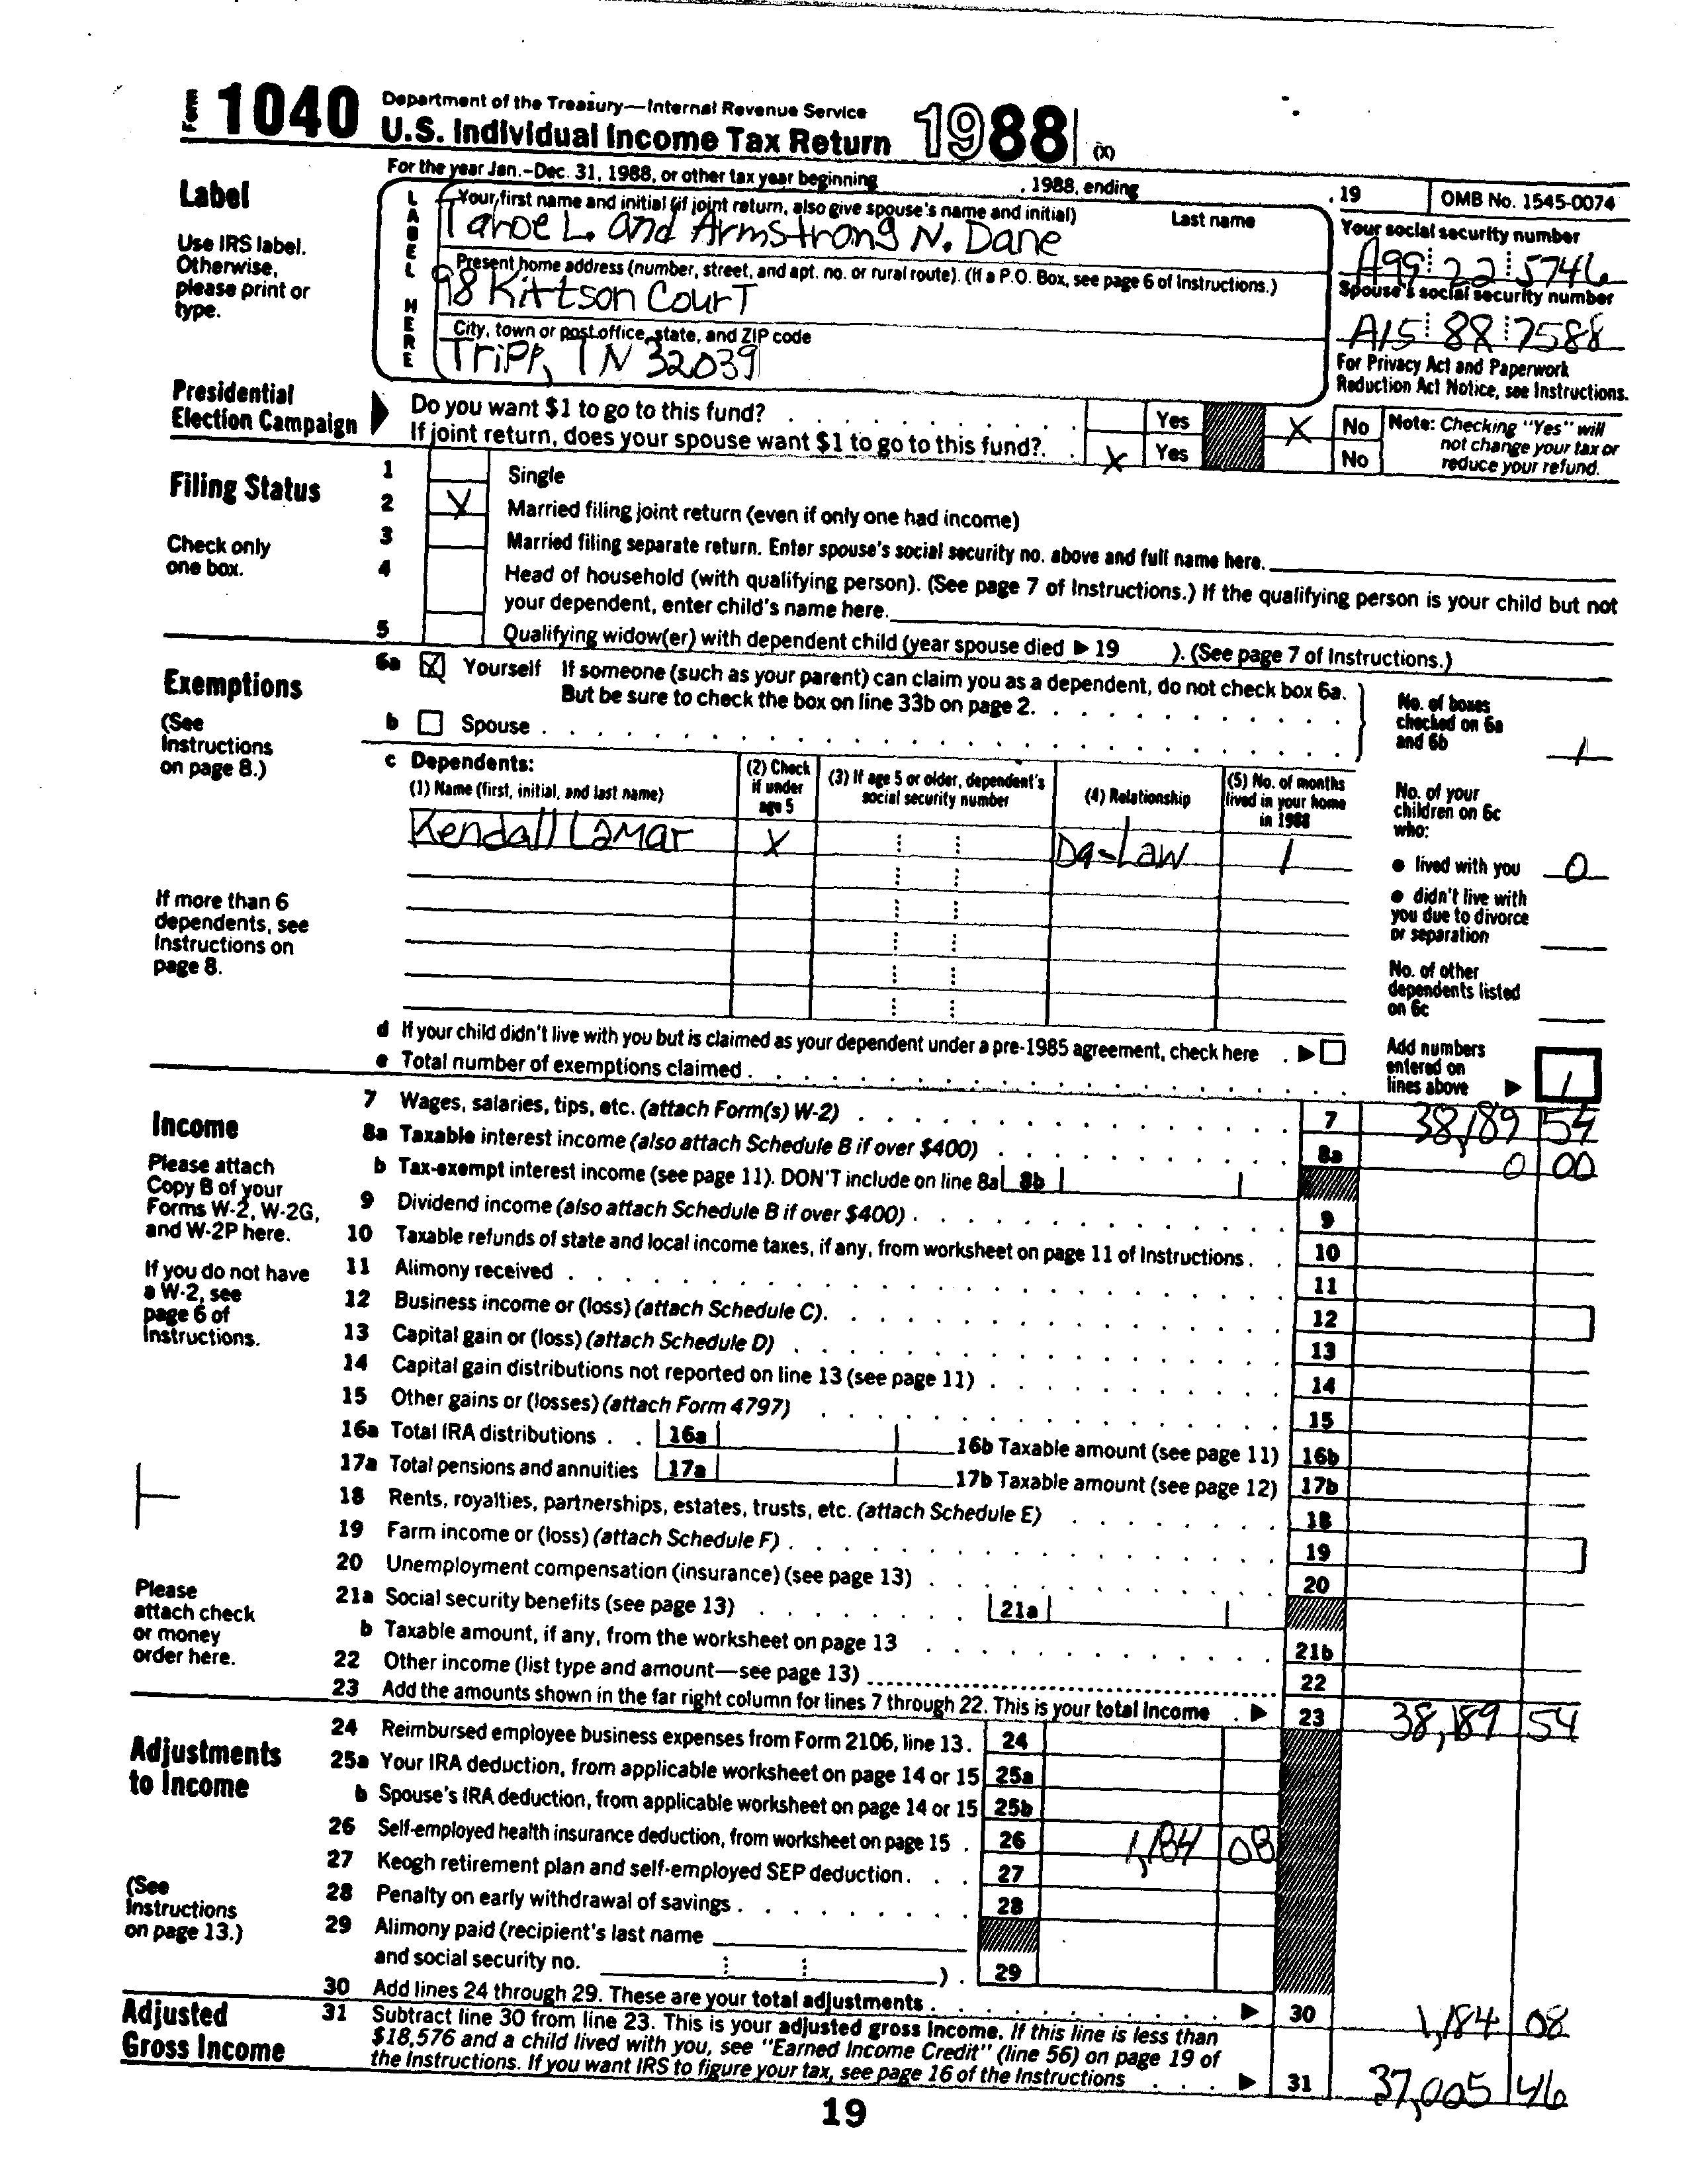 Form 1040 Department of the Treasury—Internal Revenue Service
U.S. Individual Income Tax Return 1988 (X)
For the year Jan.-Dec. 31, 1988, or other tax year beginning , 1988, ending , 19 OMB No. 1545-0074
Label
Use IRS label.
Otherwise,
please print or
type.
LABEL HERE
Your first name and initial (if joint return, also give spouse's name and initial) Last name
Tahoe L. and Armstrong N. Dane
Present home address (number, street, and apt. no. or rural route). (If a P.O. Box, see page 6 of Instructions.)
98 Kittson Court
City, town or post office, state, and ZIP code
Tripp, TN 32039
Your social security number
A99 22 5746
Spouse's social security number
A15 88 7588
For Privacy Act and Paperwork
Reduction Act Notice, see Instructions.
Presidential
Election Campaign
Do you want $1 to go to this fund? Yes X No
If joint return, does your spouse want $1 to go to this fund?. X Yes No
Note: Checking "Yes" will
not change your tax or
reduce your refund.
Filing Status
Check only
one box.
1 Single
2 X Married filing joint return (even if only one had income)
3 Married filing separate return. Enter spouse's social security no. above and full name here.
4 Head of household (with qualifying person). (See page 7 of Instructions.) If the qualifying person is your child but not
your dependent, enter child's name here.
5 Qualifying widow(er) with dependent child (year spouse died ▶ 19 ). (See page 7 of Instructions.)
Exemptions
(See
Instructions
on page 8.)
6a X Yourself If someone (such as your parent) can claim you as a dependent, do not check box 6a.
But be sure to check the box on line 33b on page 2.
b Spouse
No. of boxes
checked on 6a
and 6b 1
c Dependents:
(1) Name (first, initial, and last name)
(2) Check
if under
age 5
(3) If age 5 or older, dependent's
social security number
(4) Relationship
(5) No. of months
lived in your home
in 1988
Kendall Lamar X Da-Law 1
No. of your
children on 6c
who:
● lived with you 0
● didn't live with
you due to divorce
or separation
No. of other
dependents listed
on 6c
If more than 6
dependents, see
Instructions on
page 8.
d If your child didn't live with you but is claimed as your dependent under a pre-1985 agreement, check here ▶
e Total number of exemptions claimed
Add numbers
entered on
lines above ▶ 1
Income
Please attach
Copy B of your
Forms W-2, W-2G,
and W-2P here.
If you do not have
a W-2, see
page 6 of
Instructions.
7 Wages, salaries, tips, etc. (attach Form(s) W-2) 7 38,189 54
8a Taxable interest income (also attach Schedule B if over $400) 8a 0 00
b Tax-exempt interest income (see page 11). DON'T include on line 8a 8b
9 Dividend income (also attach Schedule B if over $400) 9
10 Taxable refunds of state and local income taxes, if any, from worksheet on page 11 of Instructions 10
11 Alimony received 11
12 Business income or (loss) (attach Schedule C). 12
13 Capital gain or (loss) (attach Schedule D) 13
14 Capital gain distributions not reported on line 13 (see page 11) 14
15 Other gains or (losses) (attach Form 4797) 15
16a Total IRA distributions 16a 16b Taxable amount (see page 11) 16b
17a Total pensions and annuities 17a 17b Taxable amount (see page 12) 17b
18 Rents, royalties, partnerships, estates, trusts, etc. (attach Schedule E) 18
19 Farm income or (loss) (attach Schedule F) 19
20 Unemployment compensation (insurance) (see page 13) 20
21a Social security benefits (see page 13) 21a
b Taxable amount, if any, from the worksheet on page 13 21b
22 Other income (list type and amount—see page 13) 22
23 Add the amounts shown in the far right column for lines 7 through 22. This is your total income ▶ 23 38,189 54
Please
attach check
or money
order here.
Adjustments
to Income
(See
Instructions
on page 13.)
24 Reimbursed employee business expenses from Form 2106, line 13. 24
25a Your IRA deduction, from applicable worksheet on page 14 or 15 25a
b Spouse's IRA deduction, from applicable worksheet on page 14 or 15 25b
26 Self-employed health insurance deduction, from worksheet on page 15 26 1,184 08
27 Keogh retirement plan and self-employed SEP deduction. 27
28 Penalty on early withdrawal of savings 28
29 Alimony paid (recipient's last name
and social security no. ). 29
30 Add lines 24 through 29. These are your total adjustments ▶ 30 1,184 08
Adjusted
Gross Income
31 Subtract line 30 from line 23. This is your adjusted gross income. If this line is less than
$18,576 and a child lived with you, see "Earned Income Credit" (line 56) on page 19 of
the Instructions. If you want IRS to figure your tax, see page 16 of the Instructions ▶ 31 37,005 46
19